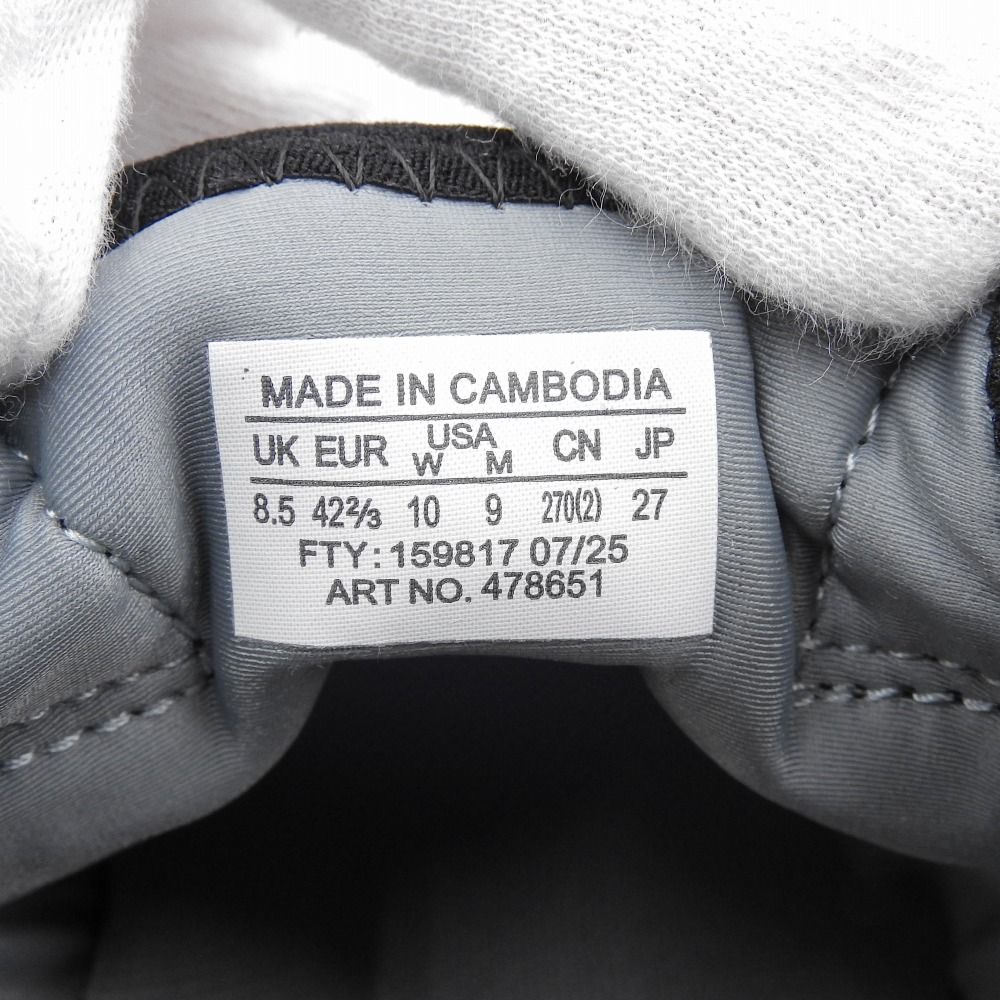 MADE IN CAMBODIA
UK EUR USA W M CN JP
8.5 42⅔ 10 9 270(2) 27
FTY: 159817 07/25
ART NO. 478651